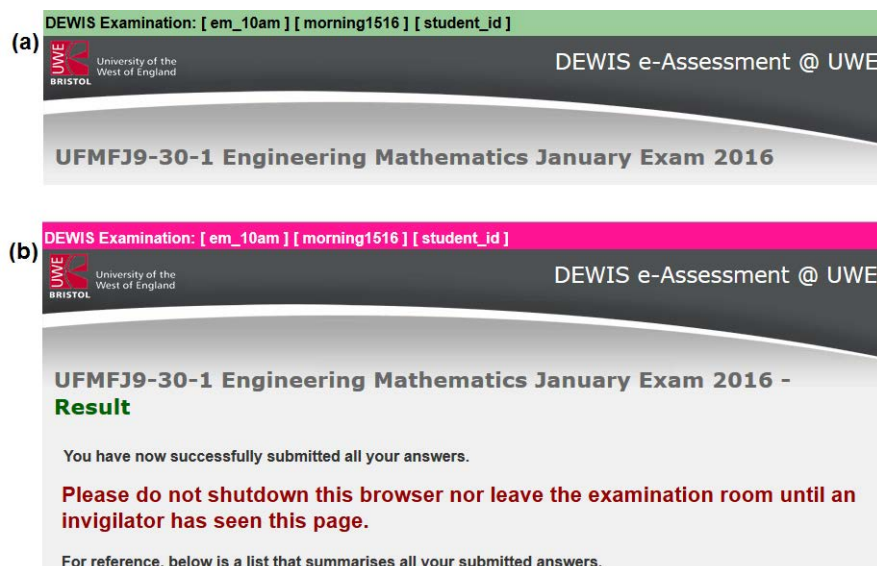 (a)
DEWIS Examination: [ em_10am ] [ morning1516 ] [ student_id ]
UWE
BRISTOL
University of the
West of England
DEWIS e-Assessment @ UWE
UFMFJ9-30-1 Engineering Mathematics January Exam 2016
(b)
DEWIS Examination: [ em_10am ] [ morning1516 ] [ student_id ]
UWE
BRISTOL
University of the
West of England
DEWIS e-Assessment @ UWE
UFMFJ9-30-1 Engineering Mathematics January Exam 2016 -
Result
You have now successfully submitted all your answers.
Please do not shutdown this browser nor leave the examination room until an
invigilator has seen this page.
For reference, below is a list that summarises all your submitted answers.